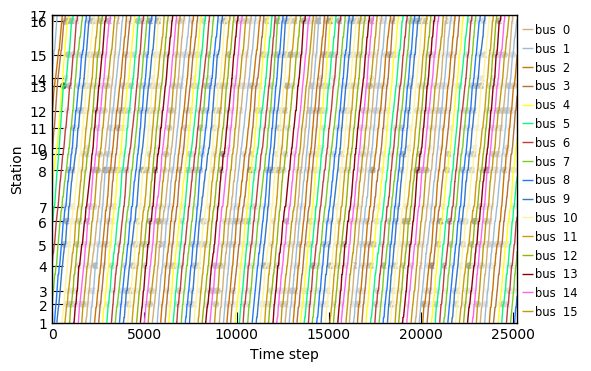 17
16
15
14
13
12
11
10
9
8
7
6
5
4
3
2
1
Station
0 5000 10000 15000 20000 25000
Time step
bus 0
bus 1
bus 2
bus 3
bus 4
bus 5
bus 6
bus 7
bus 8
bus 9
bus 10
bus 11
bus 12
bus 13
bus 14
bus 15